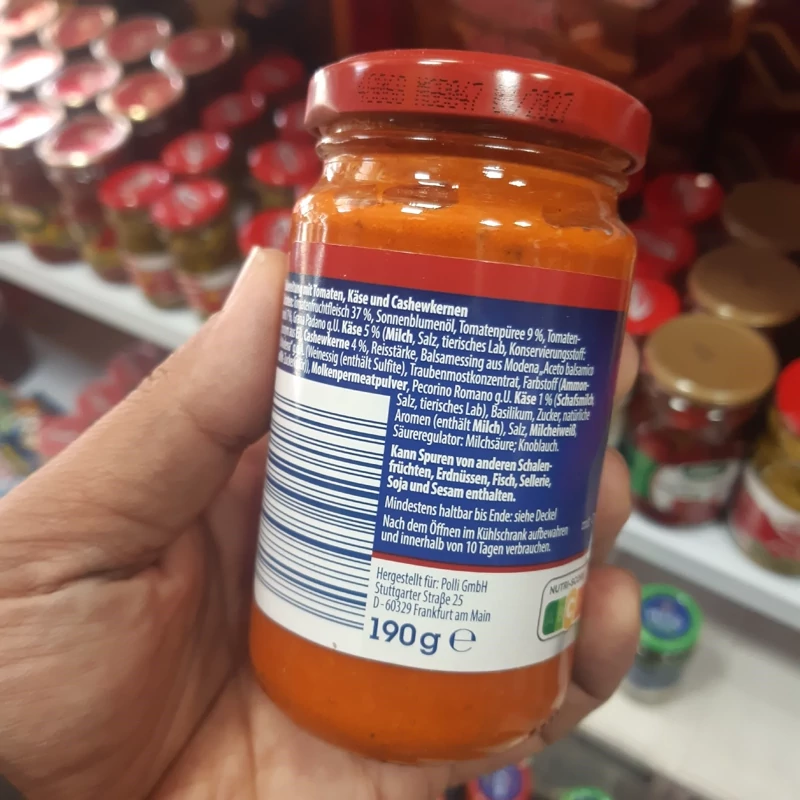 mit Tomaten, Käse und Cashewkernen
Tomatenfruchtfleisch 37 %, Sonnenblumenöl, Tomatenpüree 9 %, Tomaten-
Grana Padano g.U. Käse 5 % (Milch, Salz, tierisches Lab, Konservierungsstoff:
Cashewkerne 4 %, Reisstärke, Balsamessig aus Modena „Aceto balsamico
(Weinessig (enthält Sulfite), Traubenmostkonzentrat, Farbstoff (Ammon-
Molkenpermeatpulver, Pecorino Romano g.U. Käse 1 % (Schafsmilch,
Salz, tierisches Lab), Basilikum, Zucker, natürliche
Aromen (enthält Milch), Salz, Milcheiweiß,
Säureregulator: Milchsäure; Knoblauch.
Kann Spuren von anderen Schalen-
früchten, Erdnüssen, Fisch, Sellerie,
Soja und Sesam enthalten.
Mindestens haltbar bis Ende: siehe Deckel
Nach dem Öffnen im Kühlschrank aufbewahren
und innerhalb von 10 Tagen verbrauchen.
Hergestellt für: Polli GmbH
Stuttgarter Straße 25
D-60329 Frankfurt am Main
190 g e
NUTRI-SCORE